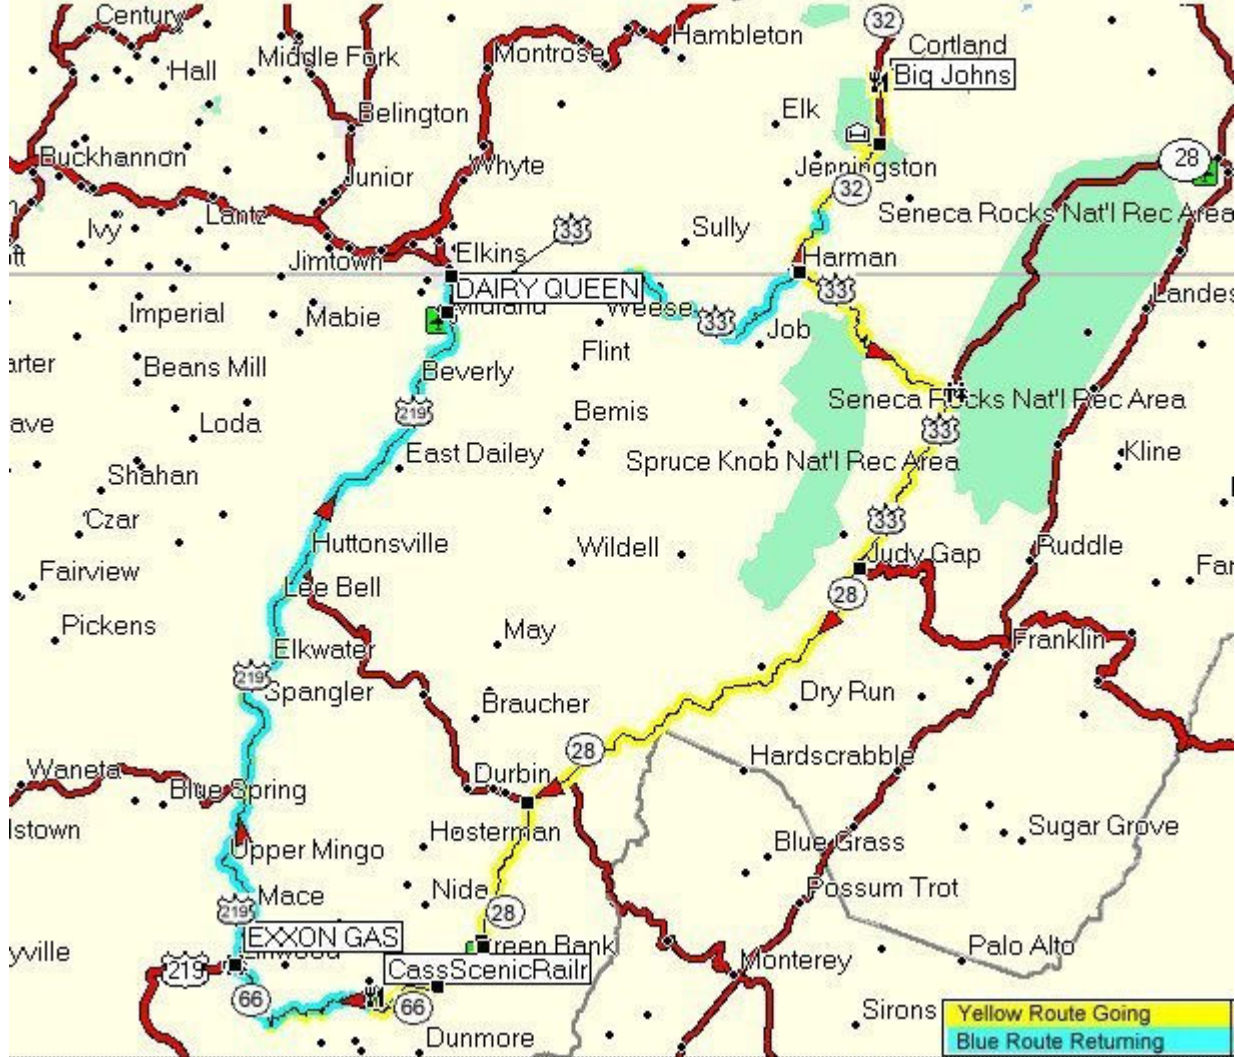 Century
32
Hambleton
Cortland
Montrose
Middle Fork
Hall
Big Johns
Elk
Belington
Buckhannon
Whyte
Jenningston
28
Junior
32
Lantz
Seneca Rocks Nat'l Rec Area
Ivy
33
Sully
Elkins
Jimtown
Harman
DAIRY QUEEN
33
Midland
Weese
Landes
Imperial
Mabie
33
Job
Flint
arter
Beans Mill
Beverly
219
Seneca Rocks Nat'l Rec Area
Bemis
ave
Loda
33
East Dailey
Spruce Knob Nat'l Rec Area
Kline
Shahan
Czar
33
Huttonsville
Wildell
Judy Gap
Ruddle
Fairview
Lee Bell
28
Pickens
May
Franklin
Elkwater
219
Spangler
Braucher
Dry Run
28
Hardscrabble
Waneta
Durbin
Blue Spring
lstown
Hosterman
Sugar Grove
Upper Mingo
Blue Grass
Mace
Nida
Possum Trot
219
28
EXXON GAS
yville
Linwood
Green Bank
Palo Alto
219
CassScenicRailr
Monterey
66
66
Sirons
Dunmore
Yellow Route Going
Blue Route Returning